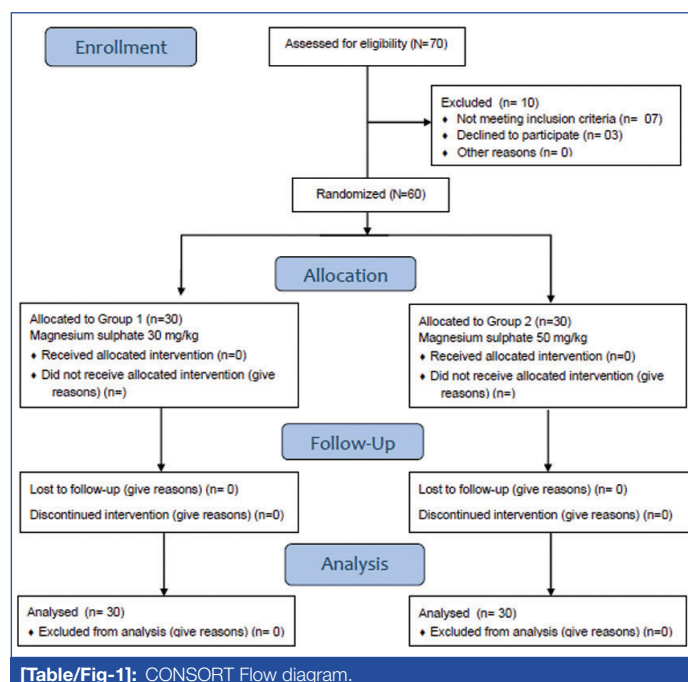 Enrollment
Assessed for eligibility (N=70)
Excluded (n= 10)
♦ Not meeting inclusion criteria (n= 07)
♦ Declined to participate (n= 03)
♦ Other reasons (n= 0)
Randomized (N=60)
Allocation
Allocated to Group 1 (n=30)
Magnesium sulphate 30 mg/kg
♦ Received allocated intervention (n=0)
♦ Did not receive allocated intervention (give
reasons) (n=)
Allocated to Group 2 (n=30)
Magnesium sulphate 50 mg/kg
♦ Received allocated intervention (n=0)
♦ Did not receive allocated intervention (give
reasons) (n=)
Follow-Up
Lost to follow-up (give reasons) (n= 0)
Discontinued intervention (give reasons) (n=0)
Lost to follow-up (give reasons) (n= 0)
Discontinued intervention (give reasons) (n=0)
Analysis
Analysed (n= 30)
♦ Excluded from analysis (give reasons) (n= 0)
Analysed (n= 30)
♦ Excluded from analysis (give reasons) (n=0)
[Table/Fig-1]: CONSORT Flow diagram.